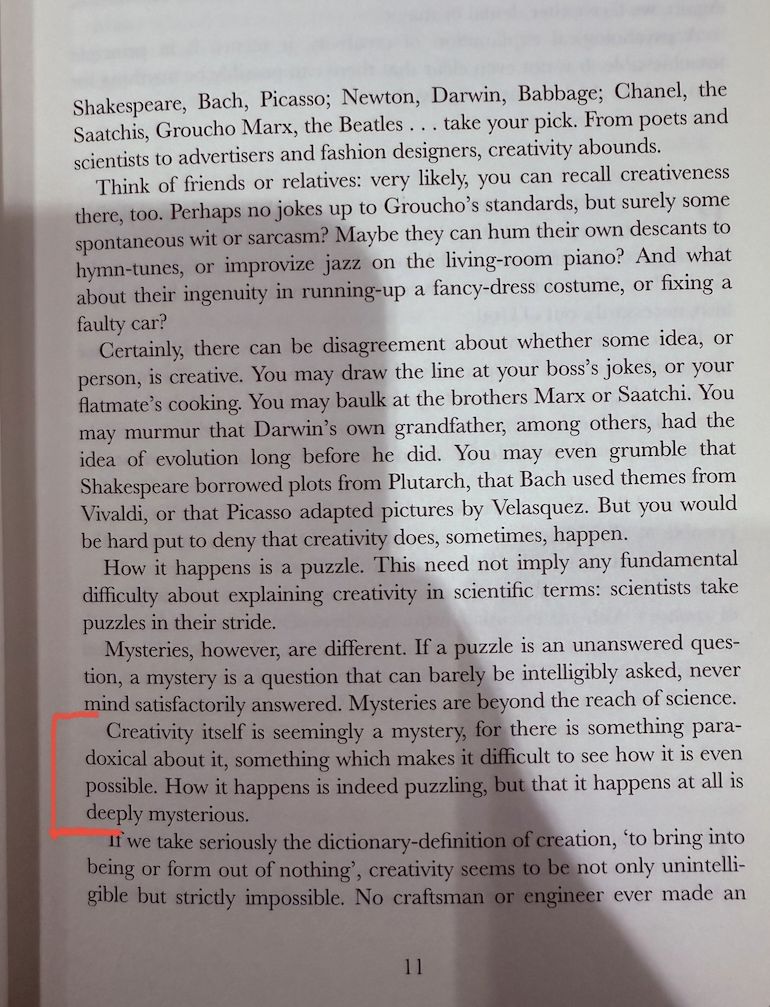 Shakespeare, Bach, Picasso; Newton, Darwin, Babbage; Chanel, the
Saatchis, Groucho Marx, the Beatles . . . take your pick. From poets and
scientists to advertisers and fashion designers, creativity abounds.
Think of friends or relatives: very likely, you can recall creativeness
there, too. Perhaps no jokes up to Groucho's standards, but surely some
spontaneous wit or sarcasm? Maybe they can hum their own descants to
hymn-tunes, or improvize jazz on the living-room piano? And what
about their ingenuity in running-up a fancy-dress costume, or fixing a
faulty car?
Certainly, there can be disagreement about whether some idea, or
person, is creative. You may draw the line at your boss's jokes, or your
flatmate's cooking. You may baulk at the brothers Marx or Saatchi. You
may murmur that Darwin's own grandfather, among others, had the
idea of evolution long before he did. You may even grumble that
Shakespeare borrowed plots from Plutarch, that Bach used themes from
Vivaldi, or that Picasso adapted pictures by Velasquez. But you would
be hard put to deny that creativity does, sometimes, happen.
How it happens is a puzzle. This need not imply any fundamental
difficulty about explaining creativity in scientific terms: scientists take
puzzles in their stride.
Mysteries, however, are different. If a puzzle is an unanswered ques-
tion, a mystery is a question that can barely be intelligibly asked, never
mind satisfactorily answered. Mysteries are beyond the reach of science.
Creativity itself is seemingly a mystery, for there is something para-
doxical about it, something which makes it difficult to see how it is even
possible. How it happens is indeed puzzling, but that it happens at all is
deeply mysterious.
If we take seriously the dictionary-definition of creation, 'to bring into
being or form out of nothing', creativity seems to be not only unintelli-
gible but strictly impossible. No craftsman or engineer ever made an
11